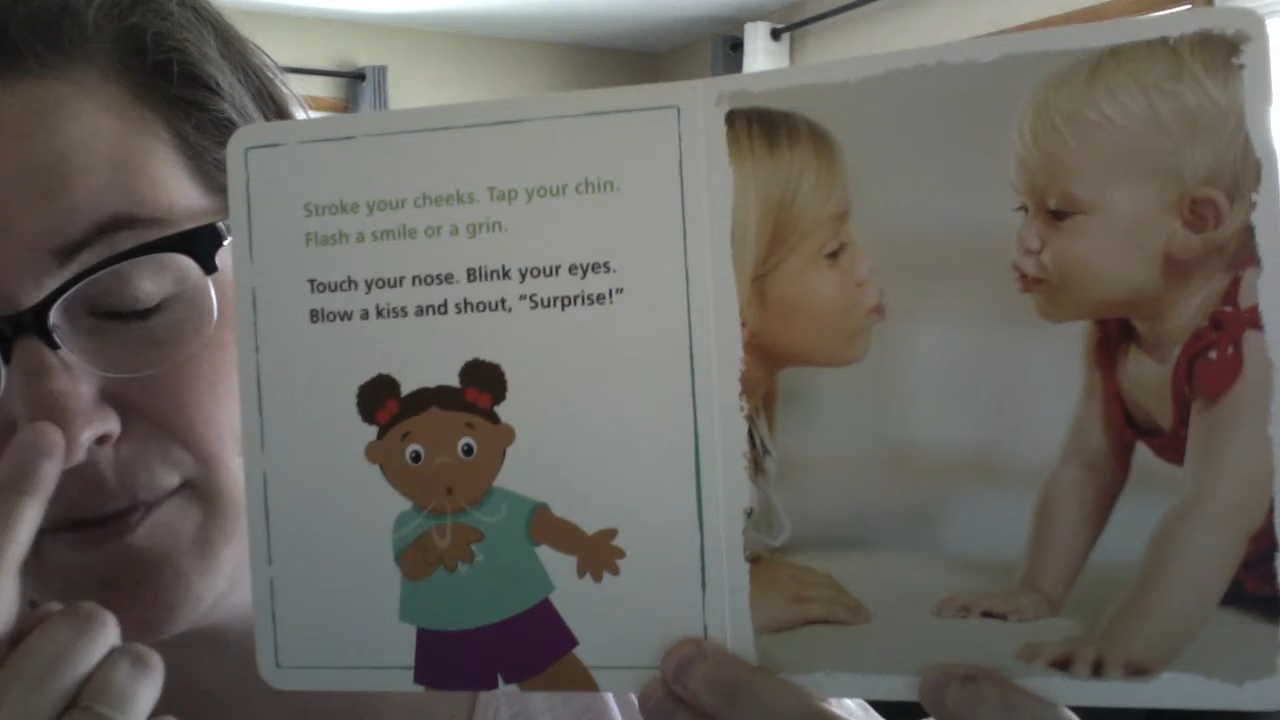 Stroke your cheeks. Tap your chin.
Flash a smile or a grin.
Touch your nose. Blink your eyes.
Blow a kiss and shout, “Surprise!”